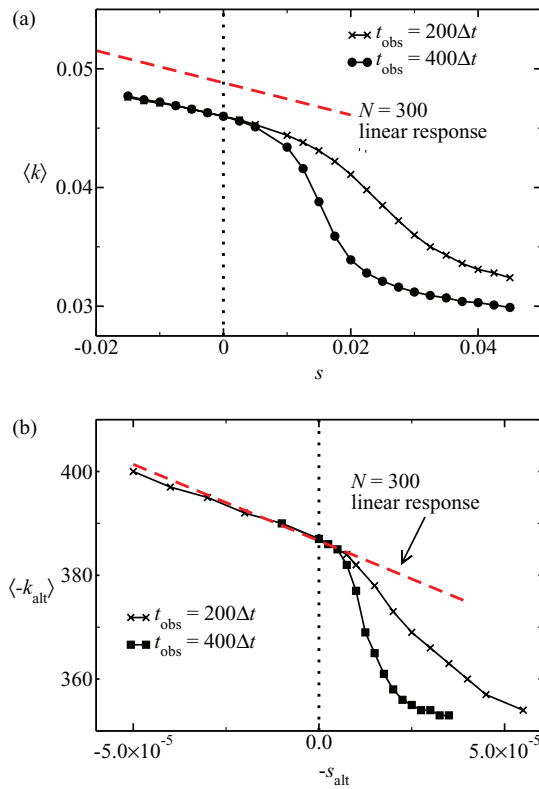 (a)
t_obs = 200Δt
t_obs = 400Δt
0.05
N = 300
linear response
⟨k⟩
0.04
0.03
-0.02
0
0.02
0.04
s
(b)
400
N = 300
linear response
⟨-k_alt⟩
380
t_obs = 200Δt
t_obs = 400Δt
360
-5.0×10^-5
0.0
5.0×10^-5
-s_alt